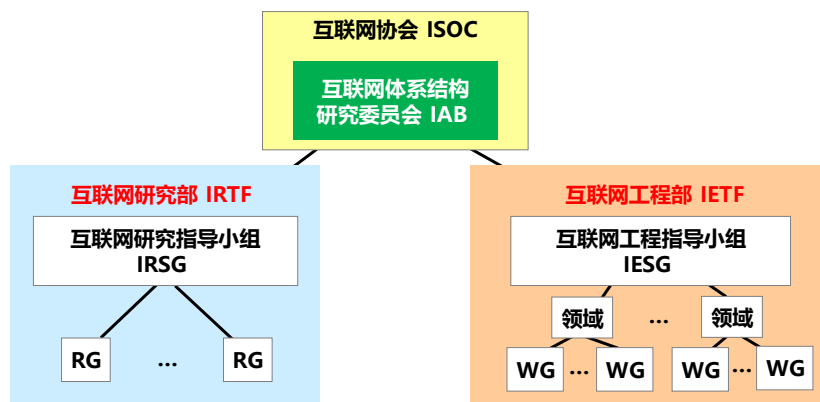 互联网协会 ISOC
互联网体系结构
研究委员会 IAB
互联网研究部 IRTF
互联网研究指导小组
IRSG
RG … RG
互联网工程部 IETF
互联网工程指导小组
IESG
领域 … 领域
WG … WG WG … WG